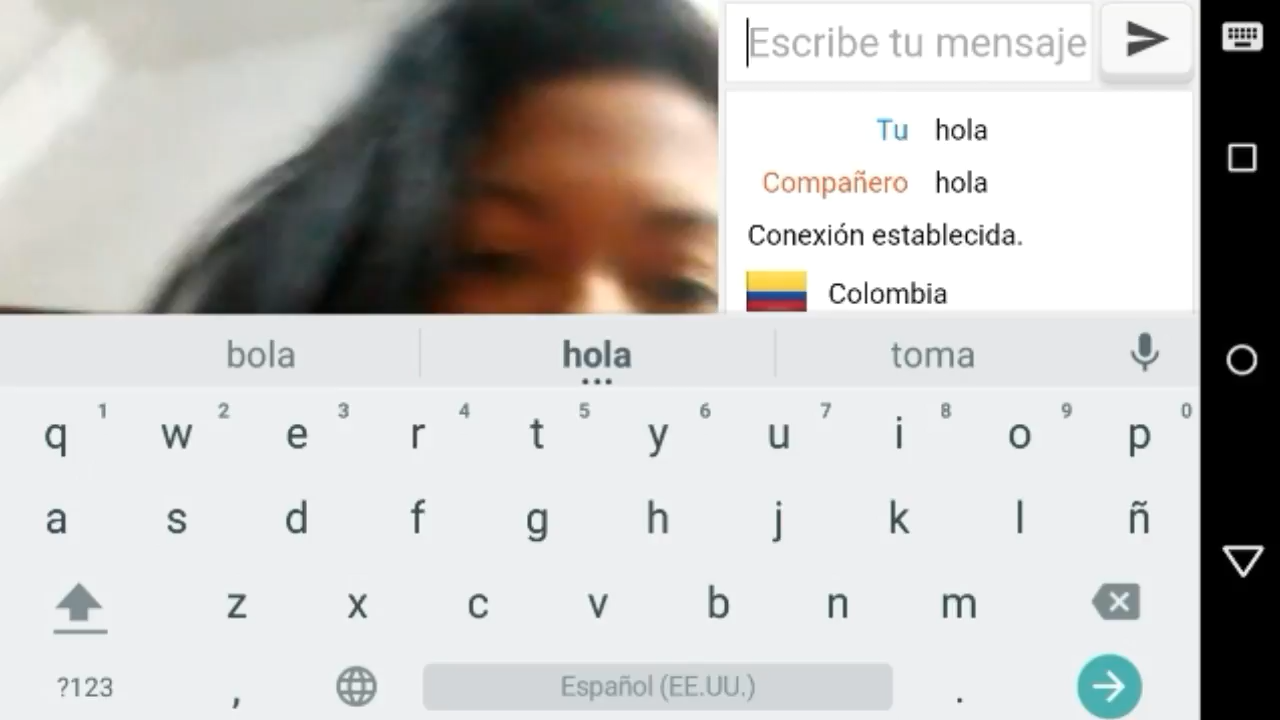 Escribe tu mensaje
Tu hola
Compañero hola
Conexión establecida.
Colombia
bola hola toma
q 1 w 2 e 3 r 4 t 5 y 6 u 7 i 8 o 9 p 0
a s d f g h j k l ñ
z x c v b n m
?123 , Español (EE.UU.) .